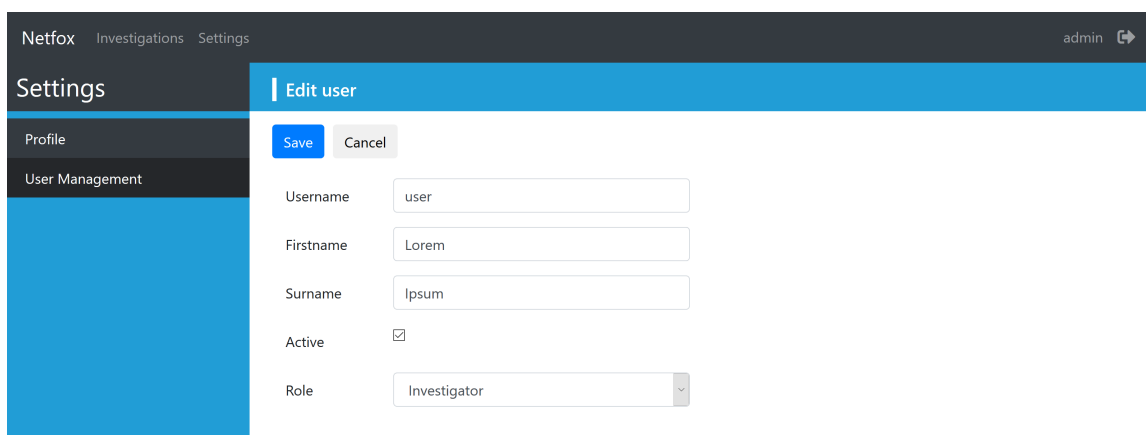 Netfox Investigations Settings admin
Settings
Edit user
Profile
Save Cancel
User Management
Username user
Firstname Lorem
Surname Ipsum
Active
Role Investigator